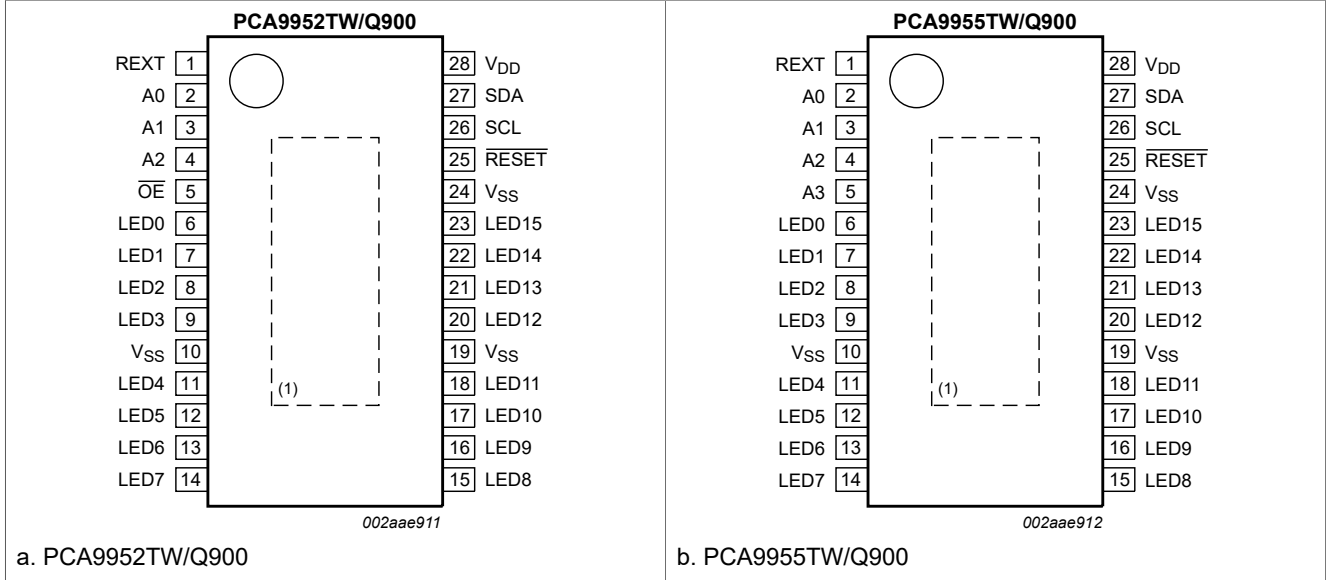 PCA9952TW/Q900
REXT 1 28 VDD
A0 2 27 SDA
A1 3 26 SCL
A2 4 25 RESET
OE 5 24 VSS
LED0 6 23 LED15
LED1 7 22 LED14
LED2 8 21 LED13
LED3 9 20 LED12
VSS 10 19 VSS
LED4 11 18 LED11
(1)
LED5 12 17 LED10
LED6 13 16 LED9
LED7 14 15 LED8
002aae911
a. PCA9952TW/Q900
PCA9955TW/Q900
REXT 1 28 VDD
A0 2 27 SDA
A1 3 26 SCL
A2 4 25 RESET
A3 5 24 VSS
LED0 6 23 LED15
LED1 7 22 LED14
LED2 8 21 LED13
LED3 9 20 LED12
VSS 10 19 VSS
LED4 11 18 LED11
(1)
LED5 12 17 LED10
LED6 13 16 LED9
LED7 14 15 LED8
002aae912
b. PCA9955TW/Q900